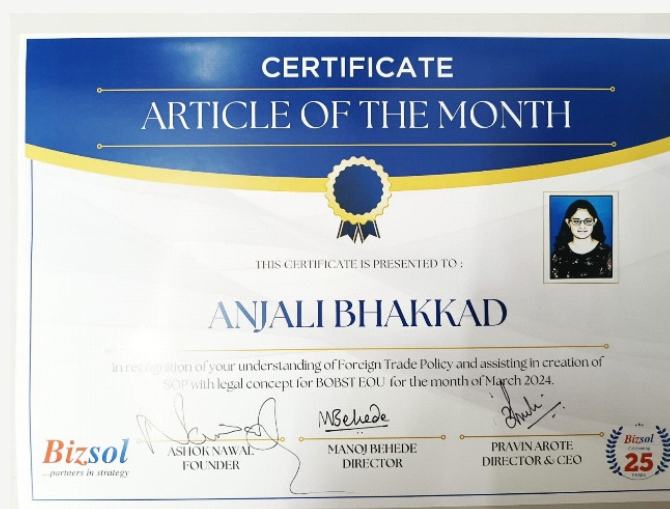 CERTIFICATE
ARTICLE OF THE MONTH
THIS CERTIFICATE IS PRESENTED TO :
ANJALI BHAKKAD
in recognition of your understanding of Foreign Trade Policy and assisting in creation of
SOP with legal concept for BOBST EOU for the month of March 2024.
MBehede
ASHOK NAWAL
FOUNDER
MANOJ BEHEDE
DIRECTOR
PRAVIN AROTE
DIRECTOR & CEO
Bizsol
...partners in strategy
Bizsol
25